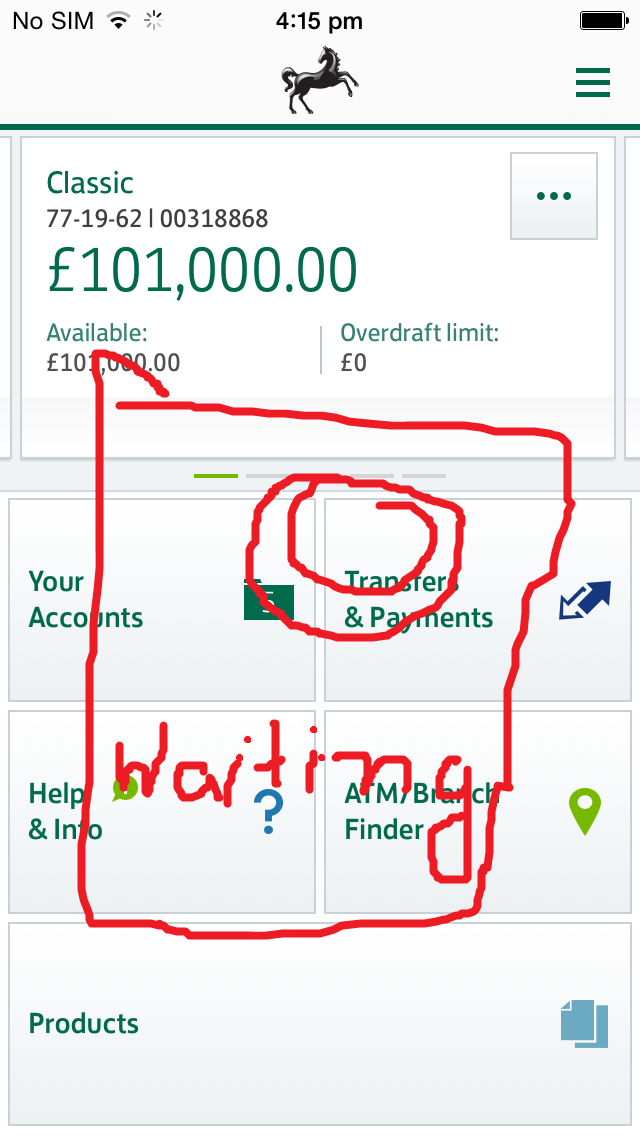 No SIM 4:15 pm
Classic
77-19-62 | 00318868
£101,000.00
Available: Overdraft limit:
£101,000.00 £0
Your Transfers
Accounts & Payments
Waiting
Help ATM/Branch
& Info Finder
?
Products